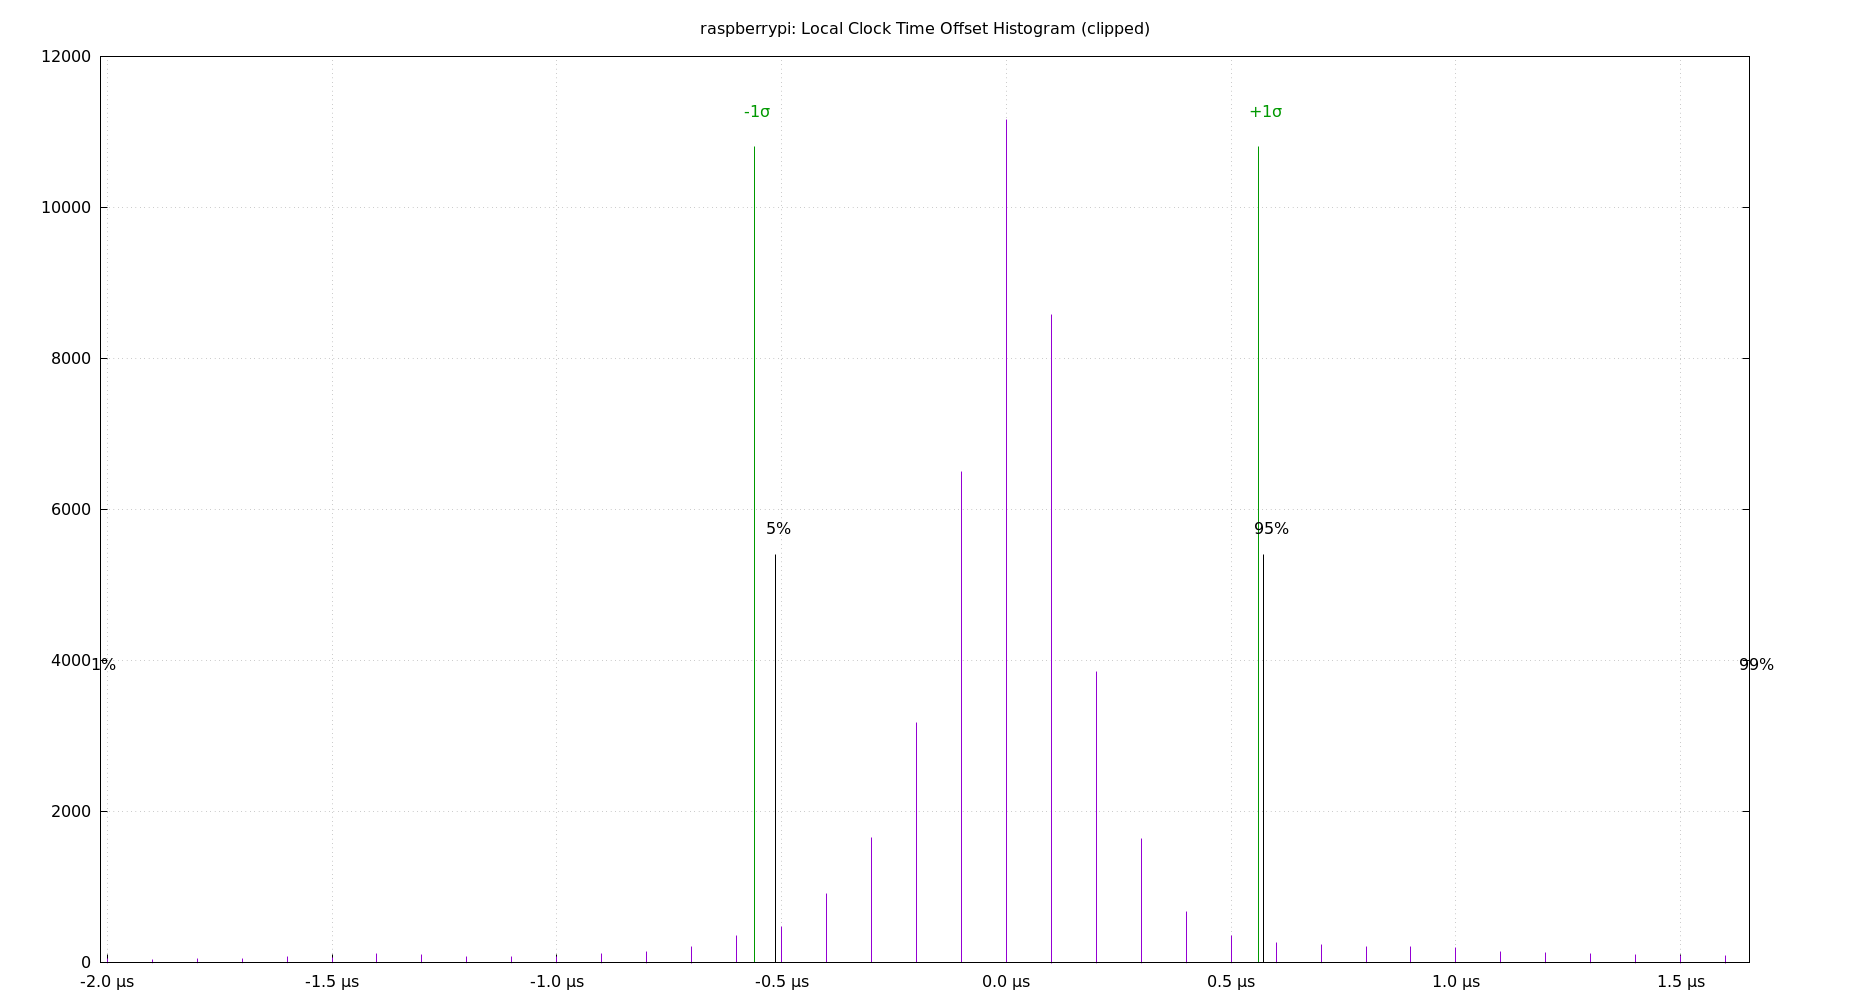 raspberrypi: Local Clock Time Offset Histogram (clipped)
12000
-1σ
+1σ
10000
8000
6000
5%
95%
4000
1%
99%
2000
0
-2.0 µs
-1.5 µs
-1.0 µs
-0.5 µs
0.0 µs
0.5 µs
1.0 µs
1.5 µs